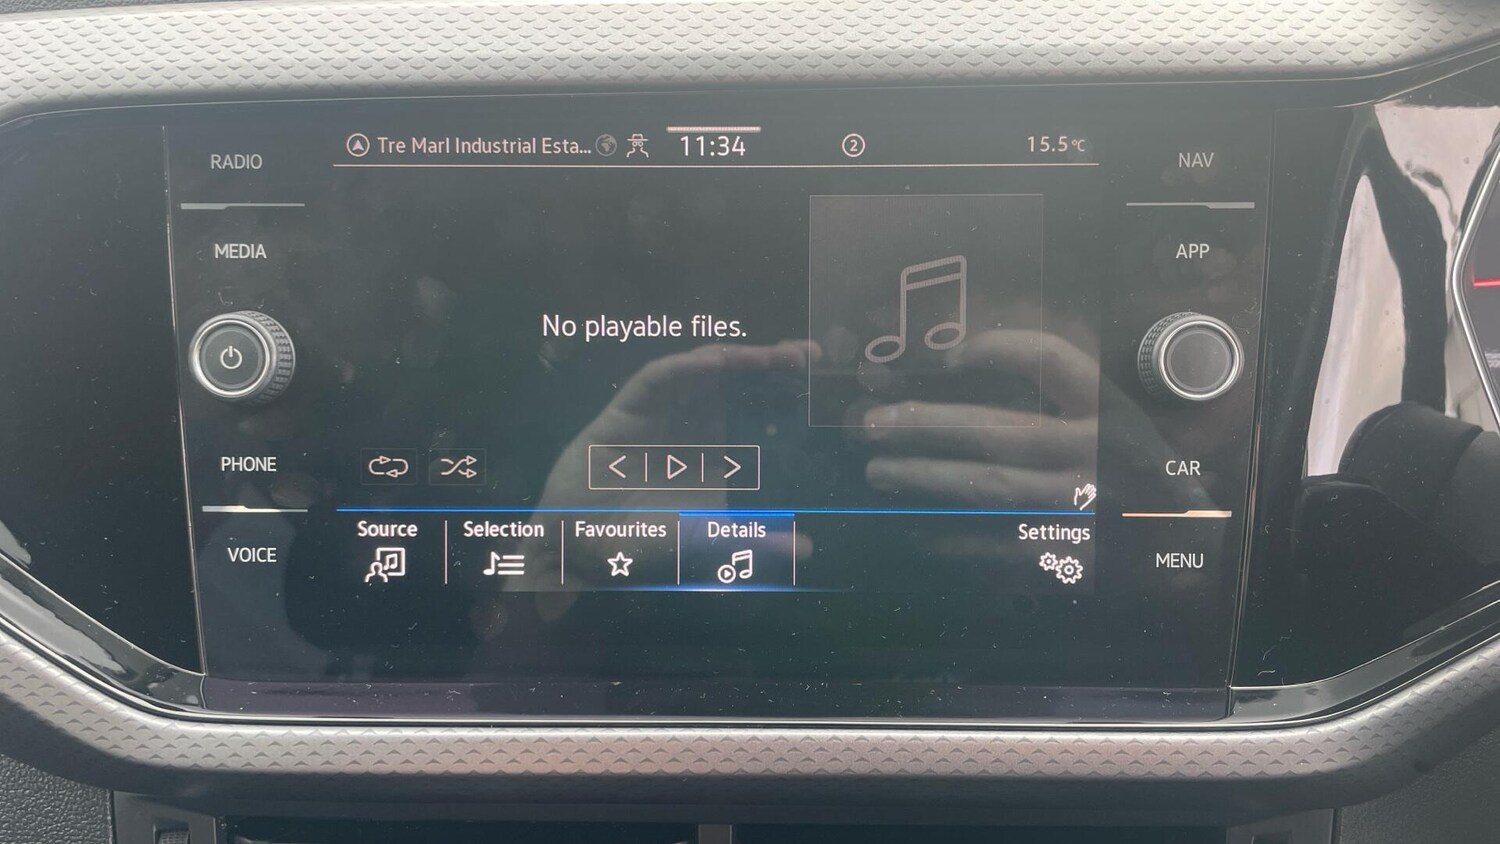 RADIO
MEDIA
PHONE
VOICE
Tre Marl Industrial Esta... 11:34 2 15.5°C
No playable files.
Source Selection Favourites Details Settings
NAV
APP
CAR
MENU